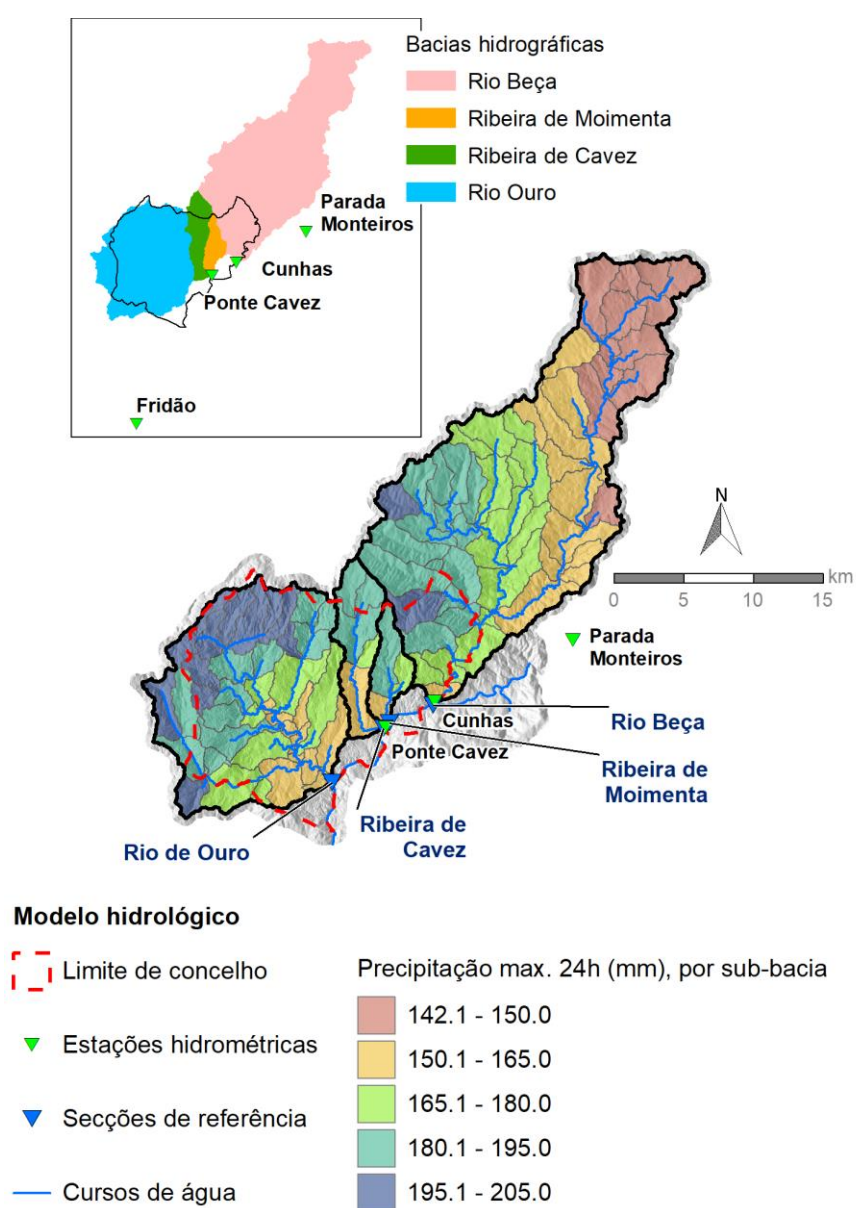 Bacias hidrográficas
Rio Beça
Ribeira de Moimenta
Ribeira de Cavez
Rio Ouro
Parada
Monteiros
Cunhas
Ponte Cavez
Fridão
N
km
0 5 10 15
Parada
Monteiros
Cunhas
Rio Beça
Ponte Cavez
Ribeira de
Moimenta
Ribeira de
Cavez
Rio de Ouro
Modelo hidrológico
Limite de concelho
Estações hidrométricas
Secções de referência
Cursos de água
Precipitação max. 24h (mm), por sub-bacia
142.1 - 150.0
150.1 - 165.0
165.1 - 180.0
180.1 - 195.0
195.1 - 205.0